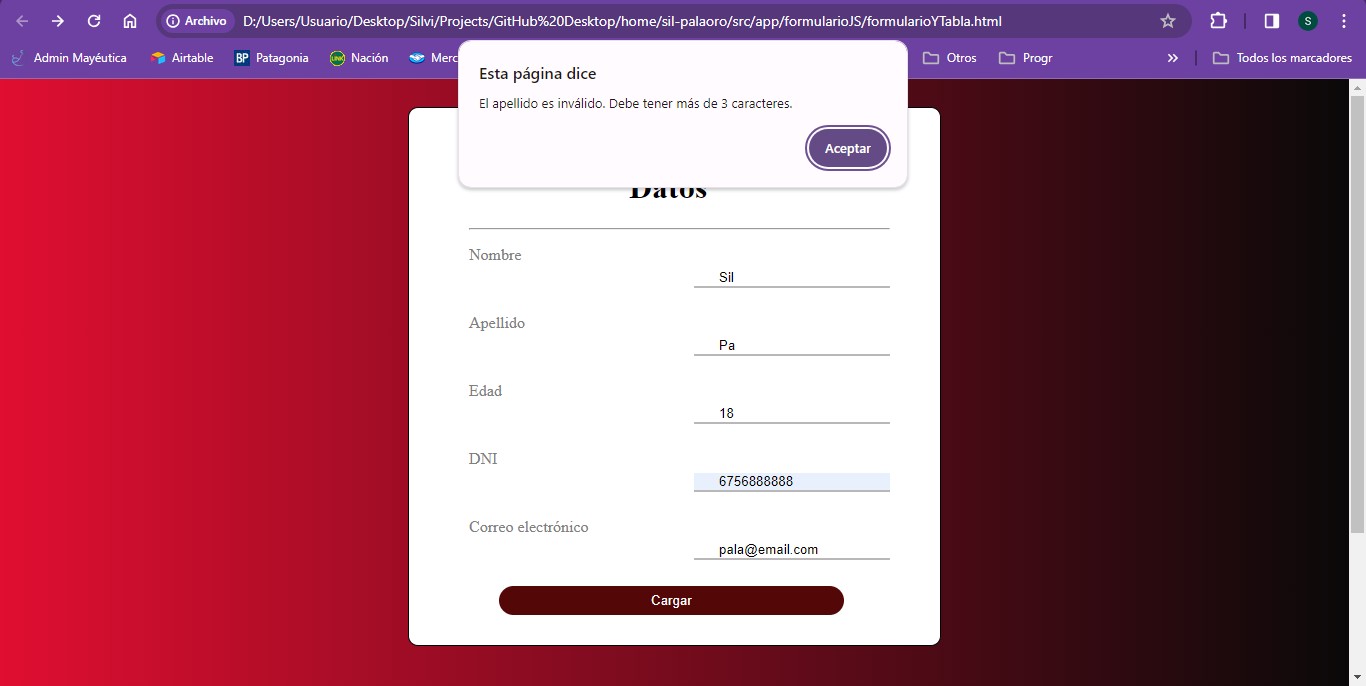 Archivo D:/Users/Usuario/Desktop/Silvi/Projects/GitHub%20Desktop/home/sil-palaoro/src/app/formularioJS/formularioYTabla.html S
Admin Mayéutica Airtable BP Patagonia LINK Nación Merc Otros Progr » Todos los marcadores
Esta página dice
El apellido es inválido. Debe tener más de 3 caracteres.
Aceptar
Datos
Nombre
Sil
Apellido
Pa
Edad
18
DNI
6756888888
Correo electrónico
pala@email.com
Cargar